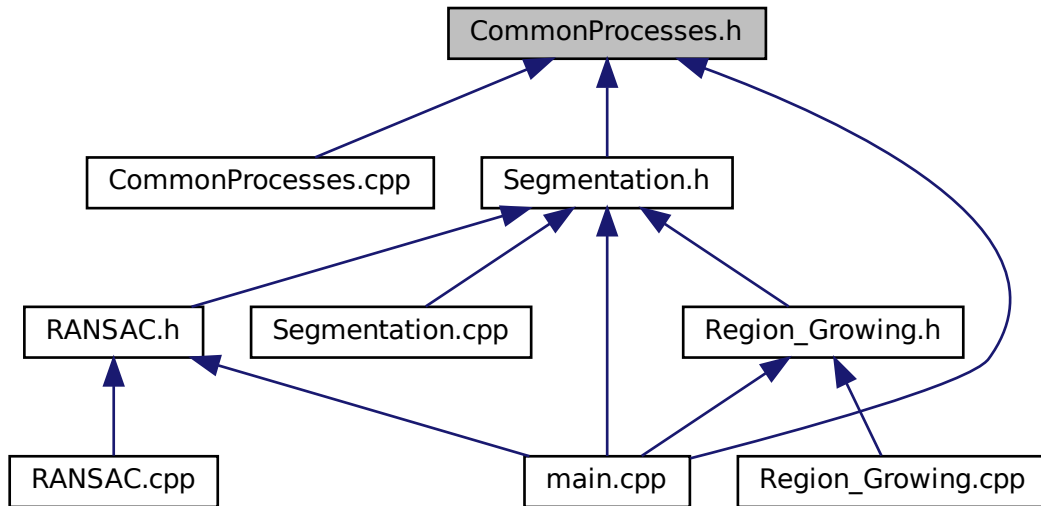 CommonProcesses.h
CommonProcesses.cpp
Segmentation.h
RANSAC.h
Segmentation.cpp
Region_Growing.h
RANSAC.cpp
main.cpp
Region_Growing.cpp